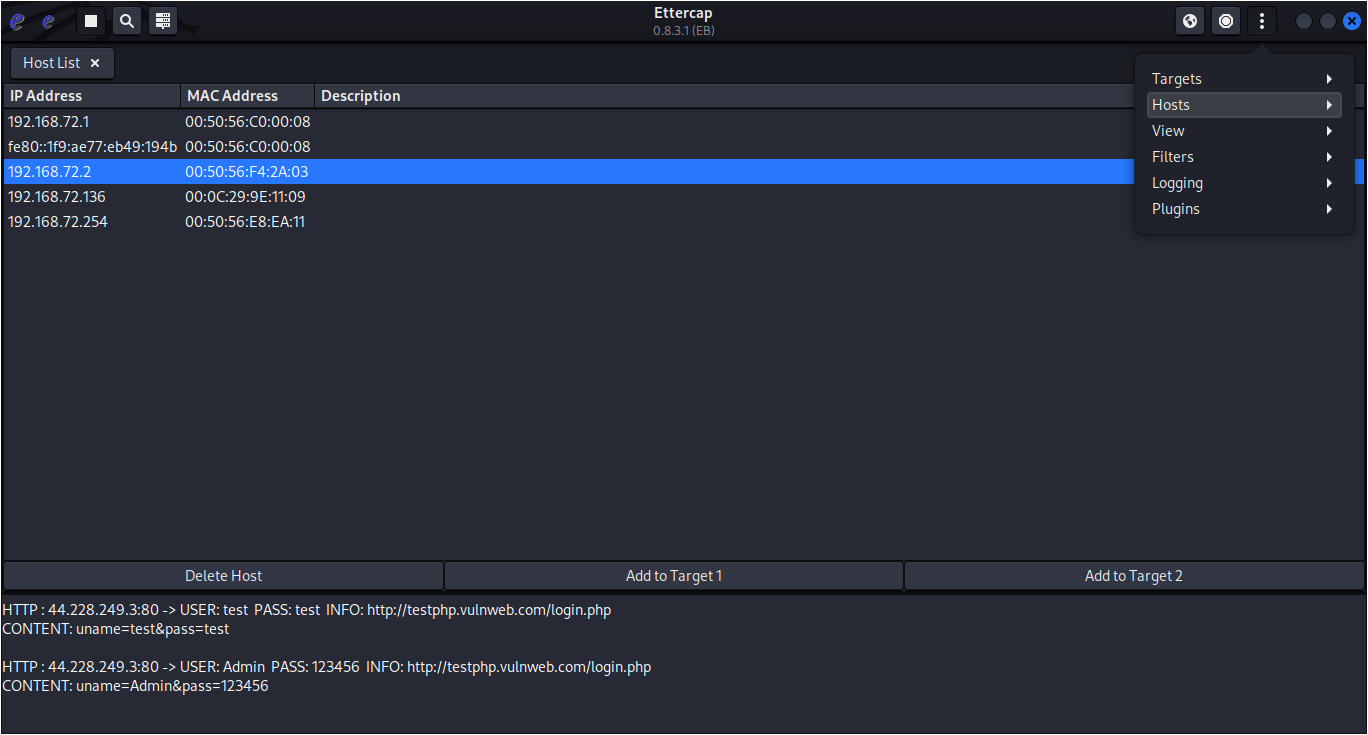 Ettercap
0.8.3.1 (EB)
Host List ×
IP Address MAC Address Description
192.168.72.1 00:50:56:C0:00:08
fe80::1f9:ae77:eb49:194b 00:50:56:C0:00:08
192.168.72.2 00:50:56:F4:2A:03
192.168.72.136 00:0C:29:9E:11:09
192.168.72.254 00:50:56:E8:EA:11
Targets
Hosts
View
Filters
Logging
Plugins
Delete Host Add to Target 1 Add to Target 2
HTTP : 44.228.249.3:80 -> USER: test PASS: test INFO: http://testphp.vulnweb.com/login.php
CONTENT: uname=test&pass=test
HTTP : 44.228.249.3:80 -> USER: Admin PASS: 123456 INFO: http://testphp.vulnweb.com/login.php
CONTENT: uname=Admin&pass=123456